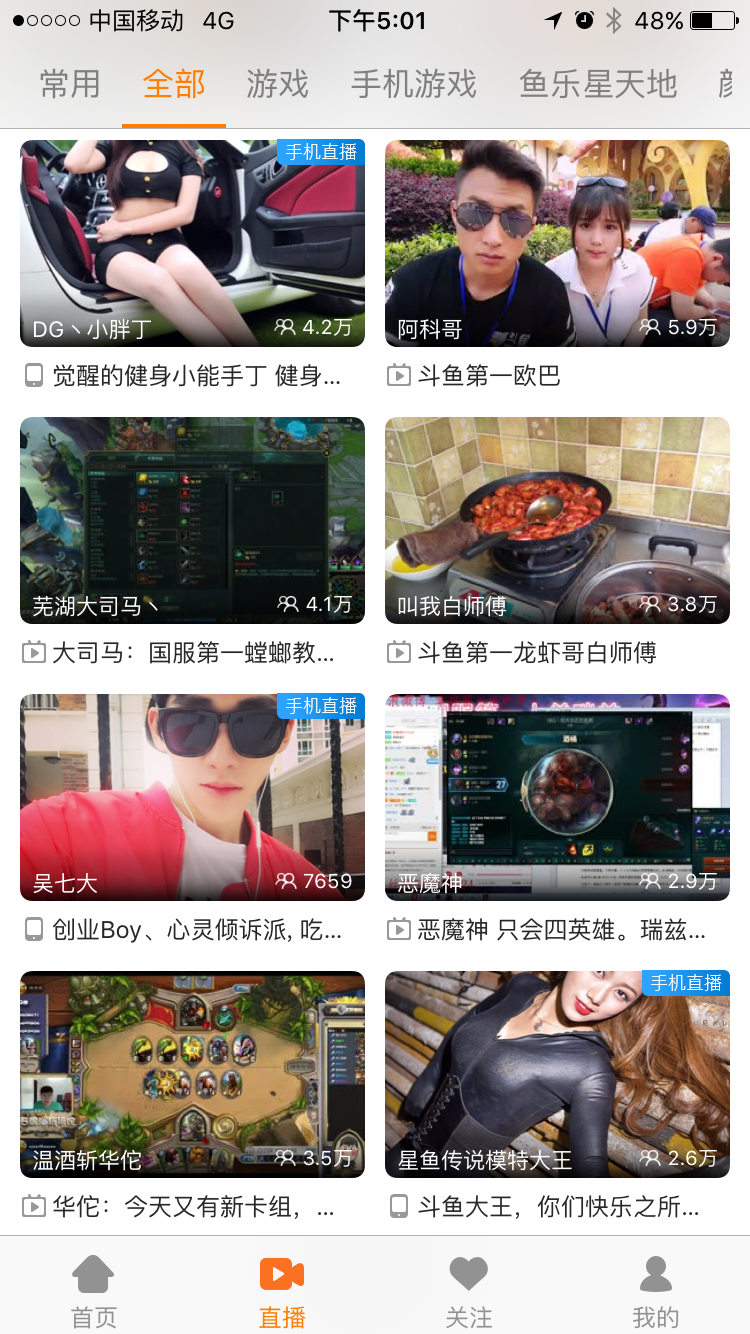 中国移动 4G 下午5:01 48%
常用 全部 游戏 手机游戏 鱼乐星天地
手机直播
DG丶小胖丁 4.2万
阿科哥 5.9万
觉醒的健身小能手丁 健身...
斗鱼第一欧巴
芜湖大司马丶 4.1万
叫我白师傅 3.8万
大司马：国服第一螳螂教...
斗鱼第一龙虾哥白师傅
手机直播
吴七大 7659
恶魔神 2.9万
创业Boy、心灵倾诉派, 吃...
恶魔神 只会四英雄。瑞兹...
手机直播
温酒斩华佗 3.5万
星鱼传说模特大王 2.6万
华佗：今天又有新卡组，...
斗鱼大王，你们快乐之所...
首页 直播 关注 我的